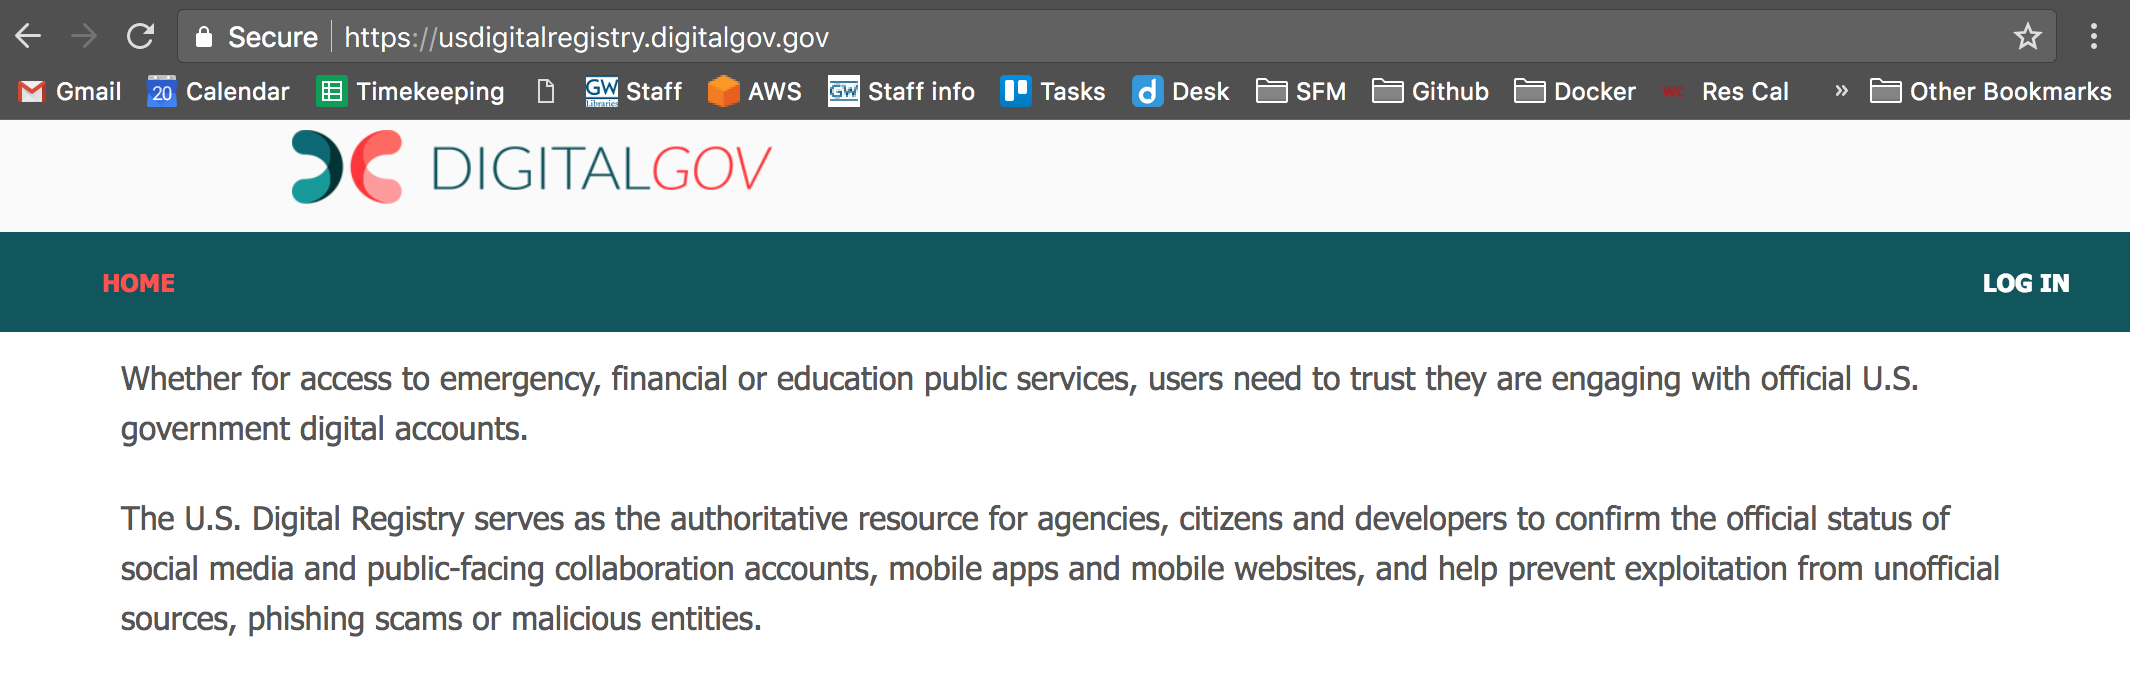 Secure https://usdigitalregistry.digitalgov.gov
Gmail 20 Calendar Timekeeping GW Libraries Staff AWS GW Staff info Tasks d Desk SFM Github Docker WC Res Cal » Other Bookmarks
DIGITALGOV
HOME LOG IN
Whether for access to emergency, financial or education public services, users need to trust they are engaging with official U.S.
government digital accounts.
The U.S. Digital Registry serves as the authoritative resource for agencies, citizens and developers to confirm the official status of
social media and public-facing collaboration accounts, mobile apps and mobile websites, and help prevent exploitation from unofficial
sources, phishing scams or malicious entities.